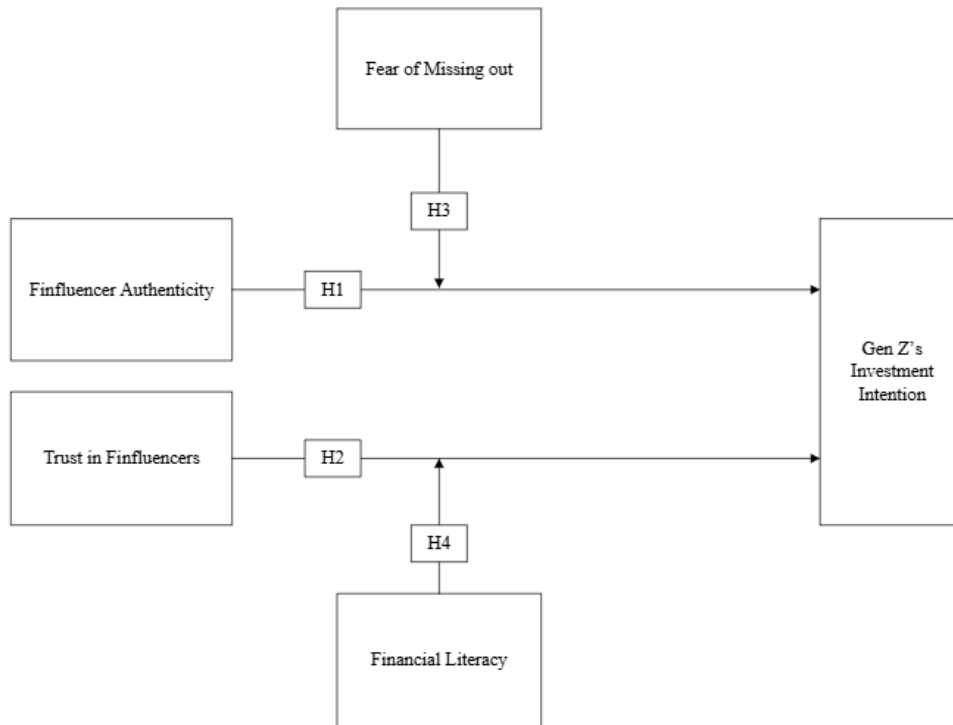 Fear of Missing out
H3
Finfluencer Authenticity
H1
Gen Z’s
Investment
Intention
Trust in Finfluencers
H2
H4
Financial Literacy